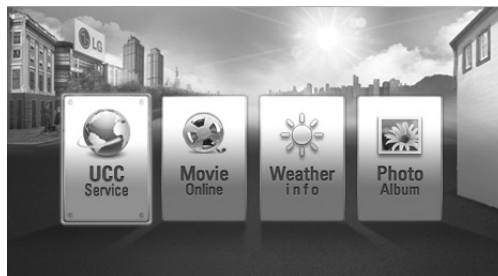 LG
UCC
Service
Movie
Online
Weather
info
Photo
Album